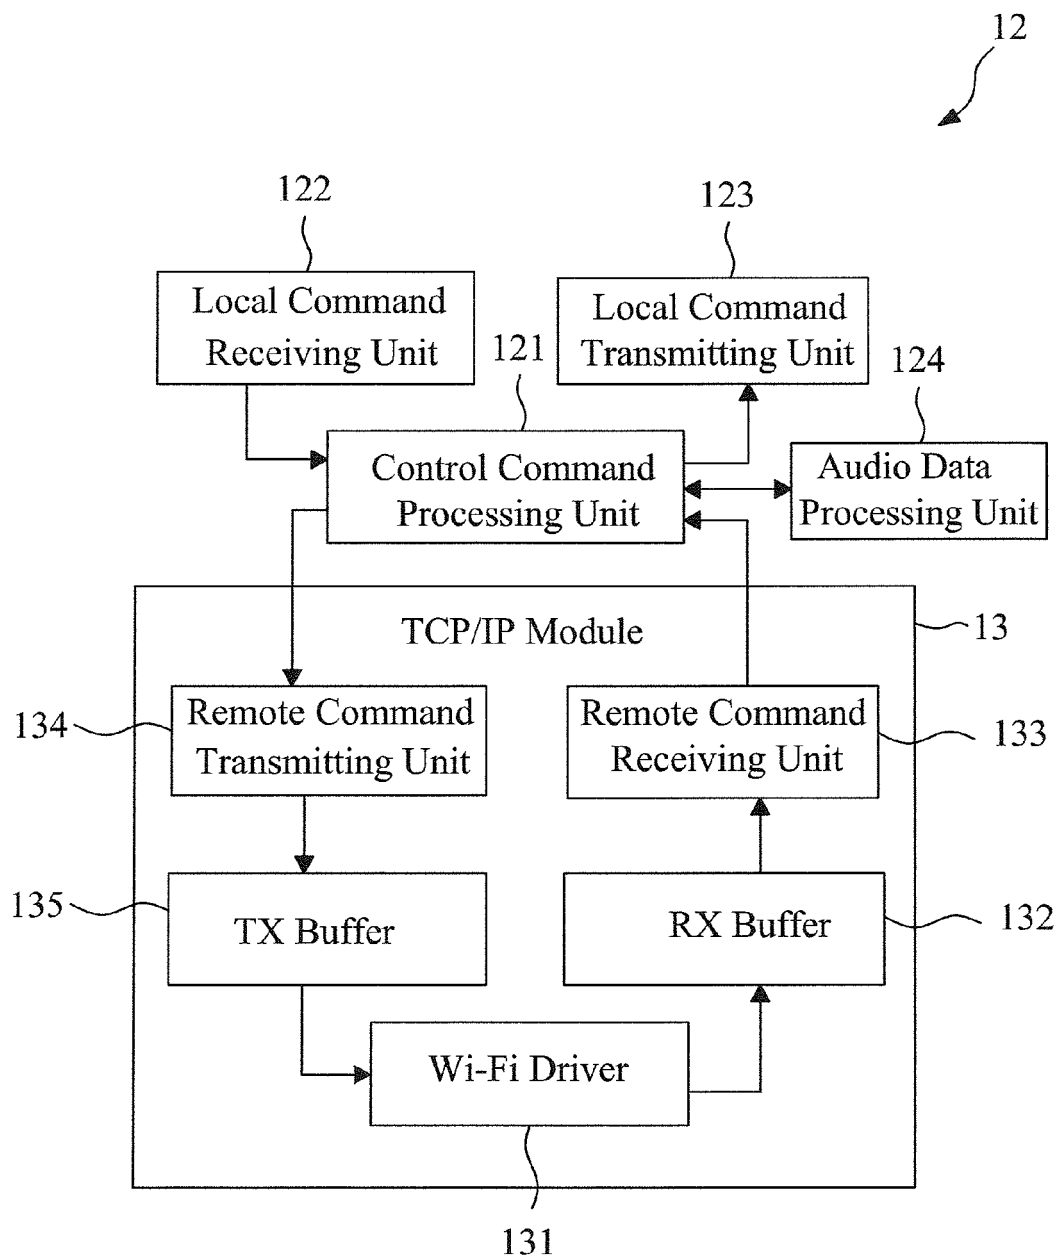 12
122
123
Local Command
Receiving Unit
Local Command
Transmitting Unit
121
124
Control Command
Processing Unit
Audio Data
Processing Unit
TCP/IP Module
13
134
Remote Command
Transmitting Unit
Remote Command
Receiving Unit
133
135
TX Buffer
RX Buffer
132
Wi-Fi Driver
131